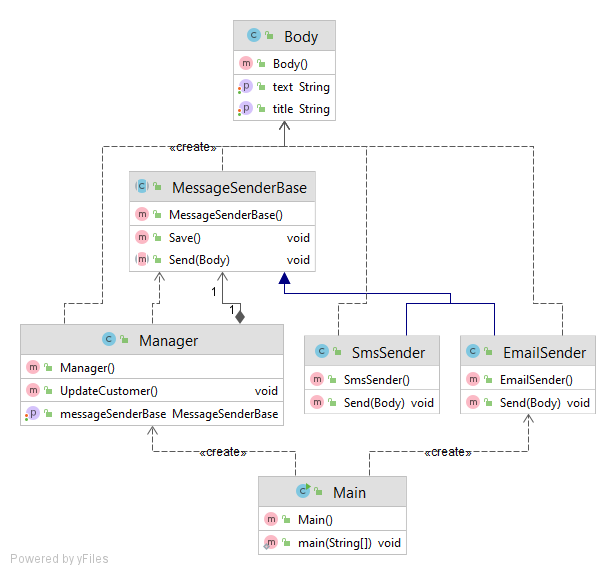 Body
m Body()
p text String
p title String
«create»
MessageSenderBase
m MessageSenderBase()
m Save() void
m Send(Body) void
1
1
C Manager
m Manager()
m UpdateCustomer() void
p messageSenderBase MessageSenderBase
C SmsSender
m SmsSender()
m Send(Body) void
C EmailSender
m EmailSender()
m Send(Body) void
«create»
«create»
C Main
m Main()
m main(String[]) void
Powered by yFiles